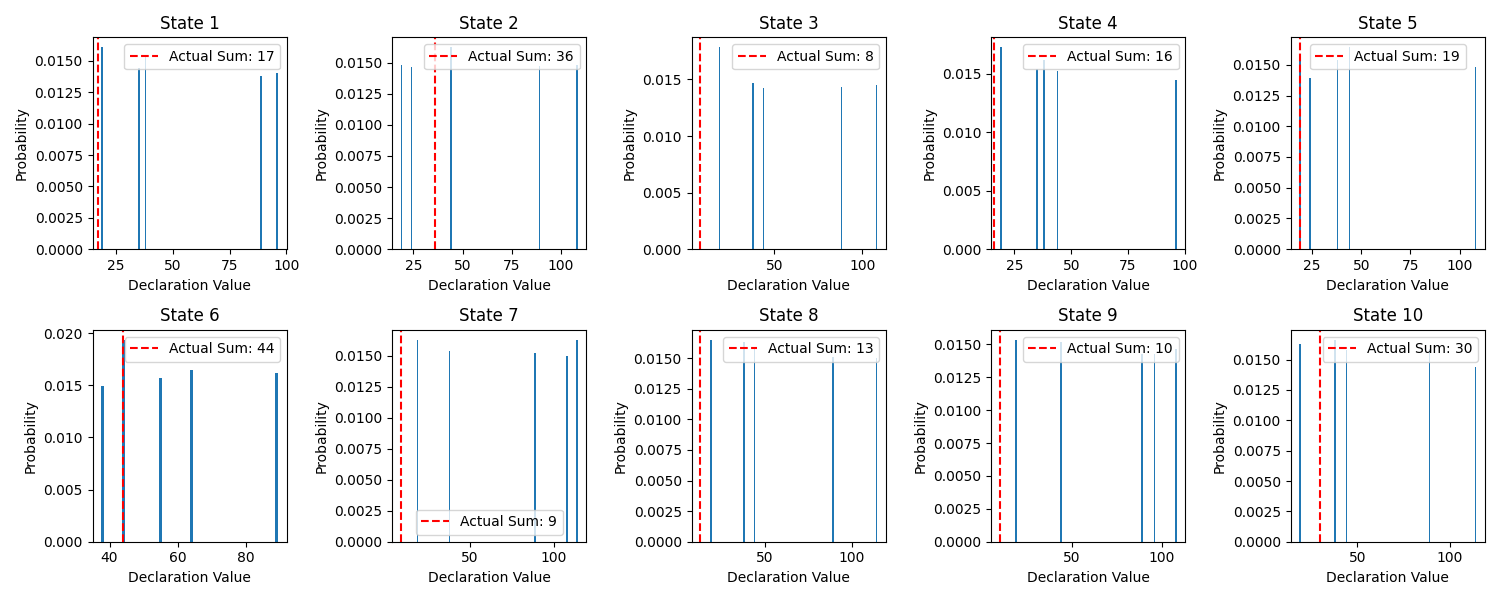 State 1
State 2
State 3
State 4
State 5
Actual Sum: 17
Actual Sum: 36
Actual Sum: 8
Actual Sum: 16
Actual Sum: 19
Probability
0.0150
0.0125
0.0100
0.0075
0.0050
0.0025
0.0000
25 50 75 100
Declaration Value
Probability
0.0150
0.0125
0.0100
0.0075
0.0050
0.0025
0.0000
25 50 75 100
Declaration Value
Probability
0.015
0.010
0.005
0.000
50 100
Declaration Value
Probability
0.015
0.010
0.005
0.000
25 50 75 100
Declaration Value
Probability
0.0150
0.0125
0.0100
0.0075
0.0050
0.0025
0.0000
25 50 75 100
Declaration Value
State 6
State 7
State 8
State 9
State 10
Actual Sum: 44
Actual Sum: 9
Actual Sum: 13
Actual Sum: 10
Actual Sum: 30
Probability
0.020
0.015
0.010
0.005
0.000
40 60 80
Declaration Value
Probability
0.0150
0.0125
0.0100
0.0075
0.0050
0.0025
0.0000
50 100
Declaration Value
Probability
0.0150
0.0125
0.0100
0.0075
0.0050
0.0025
0.0000
50 100
Declaration Value
Probability
0.0150
0.0125
0.0100
0.0075
0.0050
0.0025
0.0000
50 100
Declaration Value
Probability
0.0150
0.0125
0.0100
0.0075
0.0050
0.0025
0.0000
50 100
Declaration Value